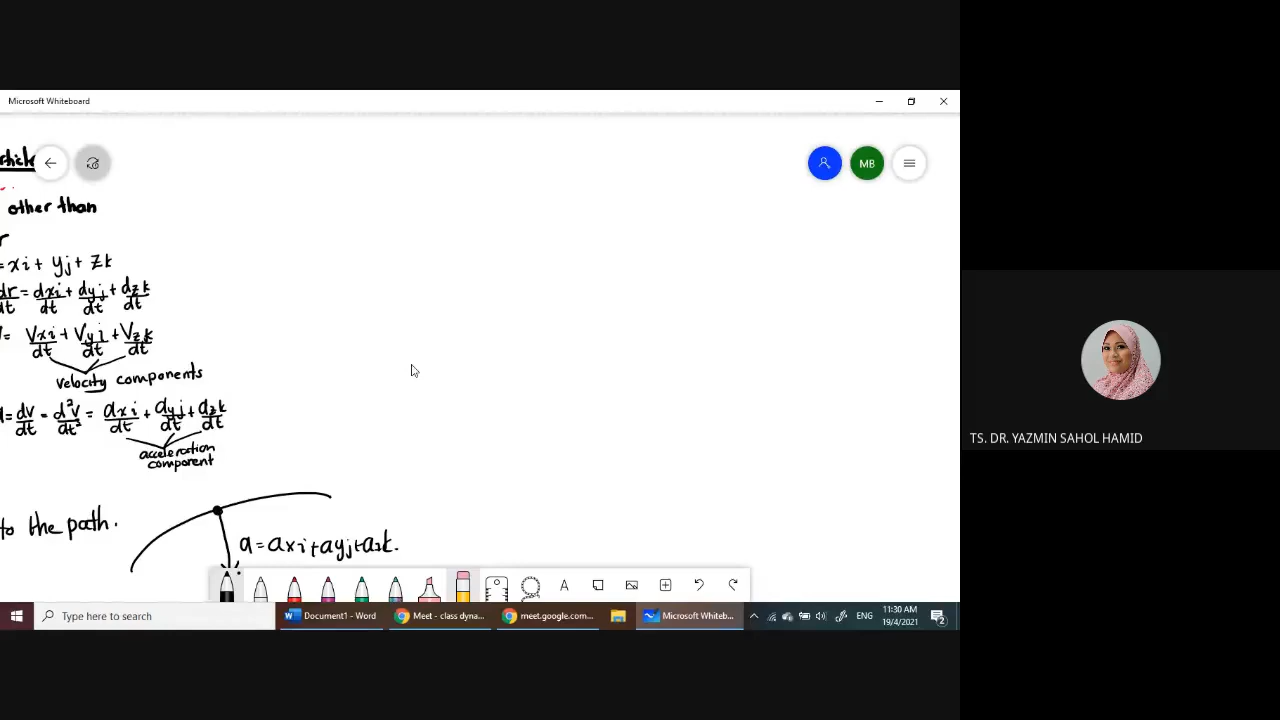 Microsoft Whiteboard
MB
other than
r
= xi + yj + zk
dr/dt = dxi/dt + dyj/dt + dzk/dt
= Vxi/dt + Vyj/dt + Vzk/dt
velocity components
= dv/dt = d²v/dt² = axi/dt + ayj/dt + azk/dt
acceleration
component
to the path.
a = axi + ayj + azk.
TS. DR. YAZMIN SAHOL HAMID
Type here to search
Document1 - Word
Meet - class dyna...
meet.google.com...
Microsoft Whiteb...
ENG
11:30 AM
19/4/2021
2